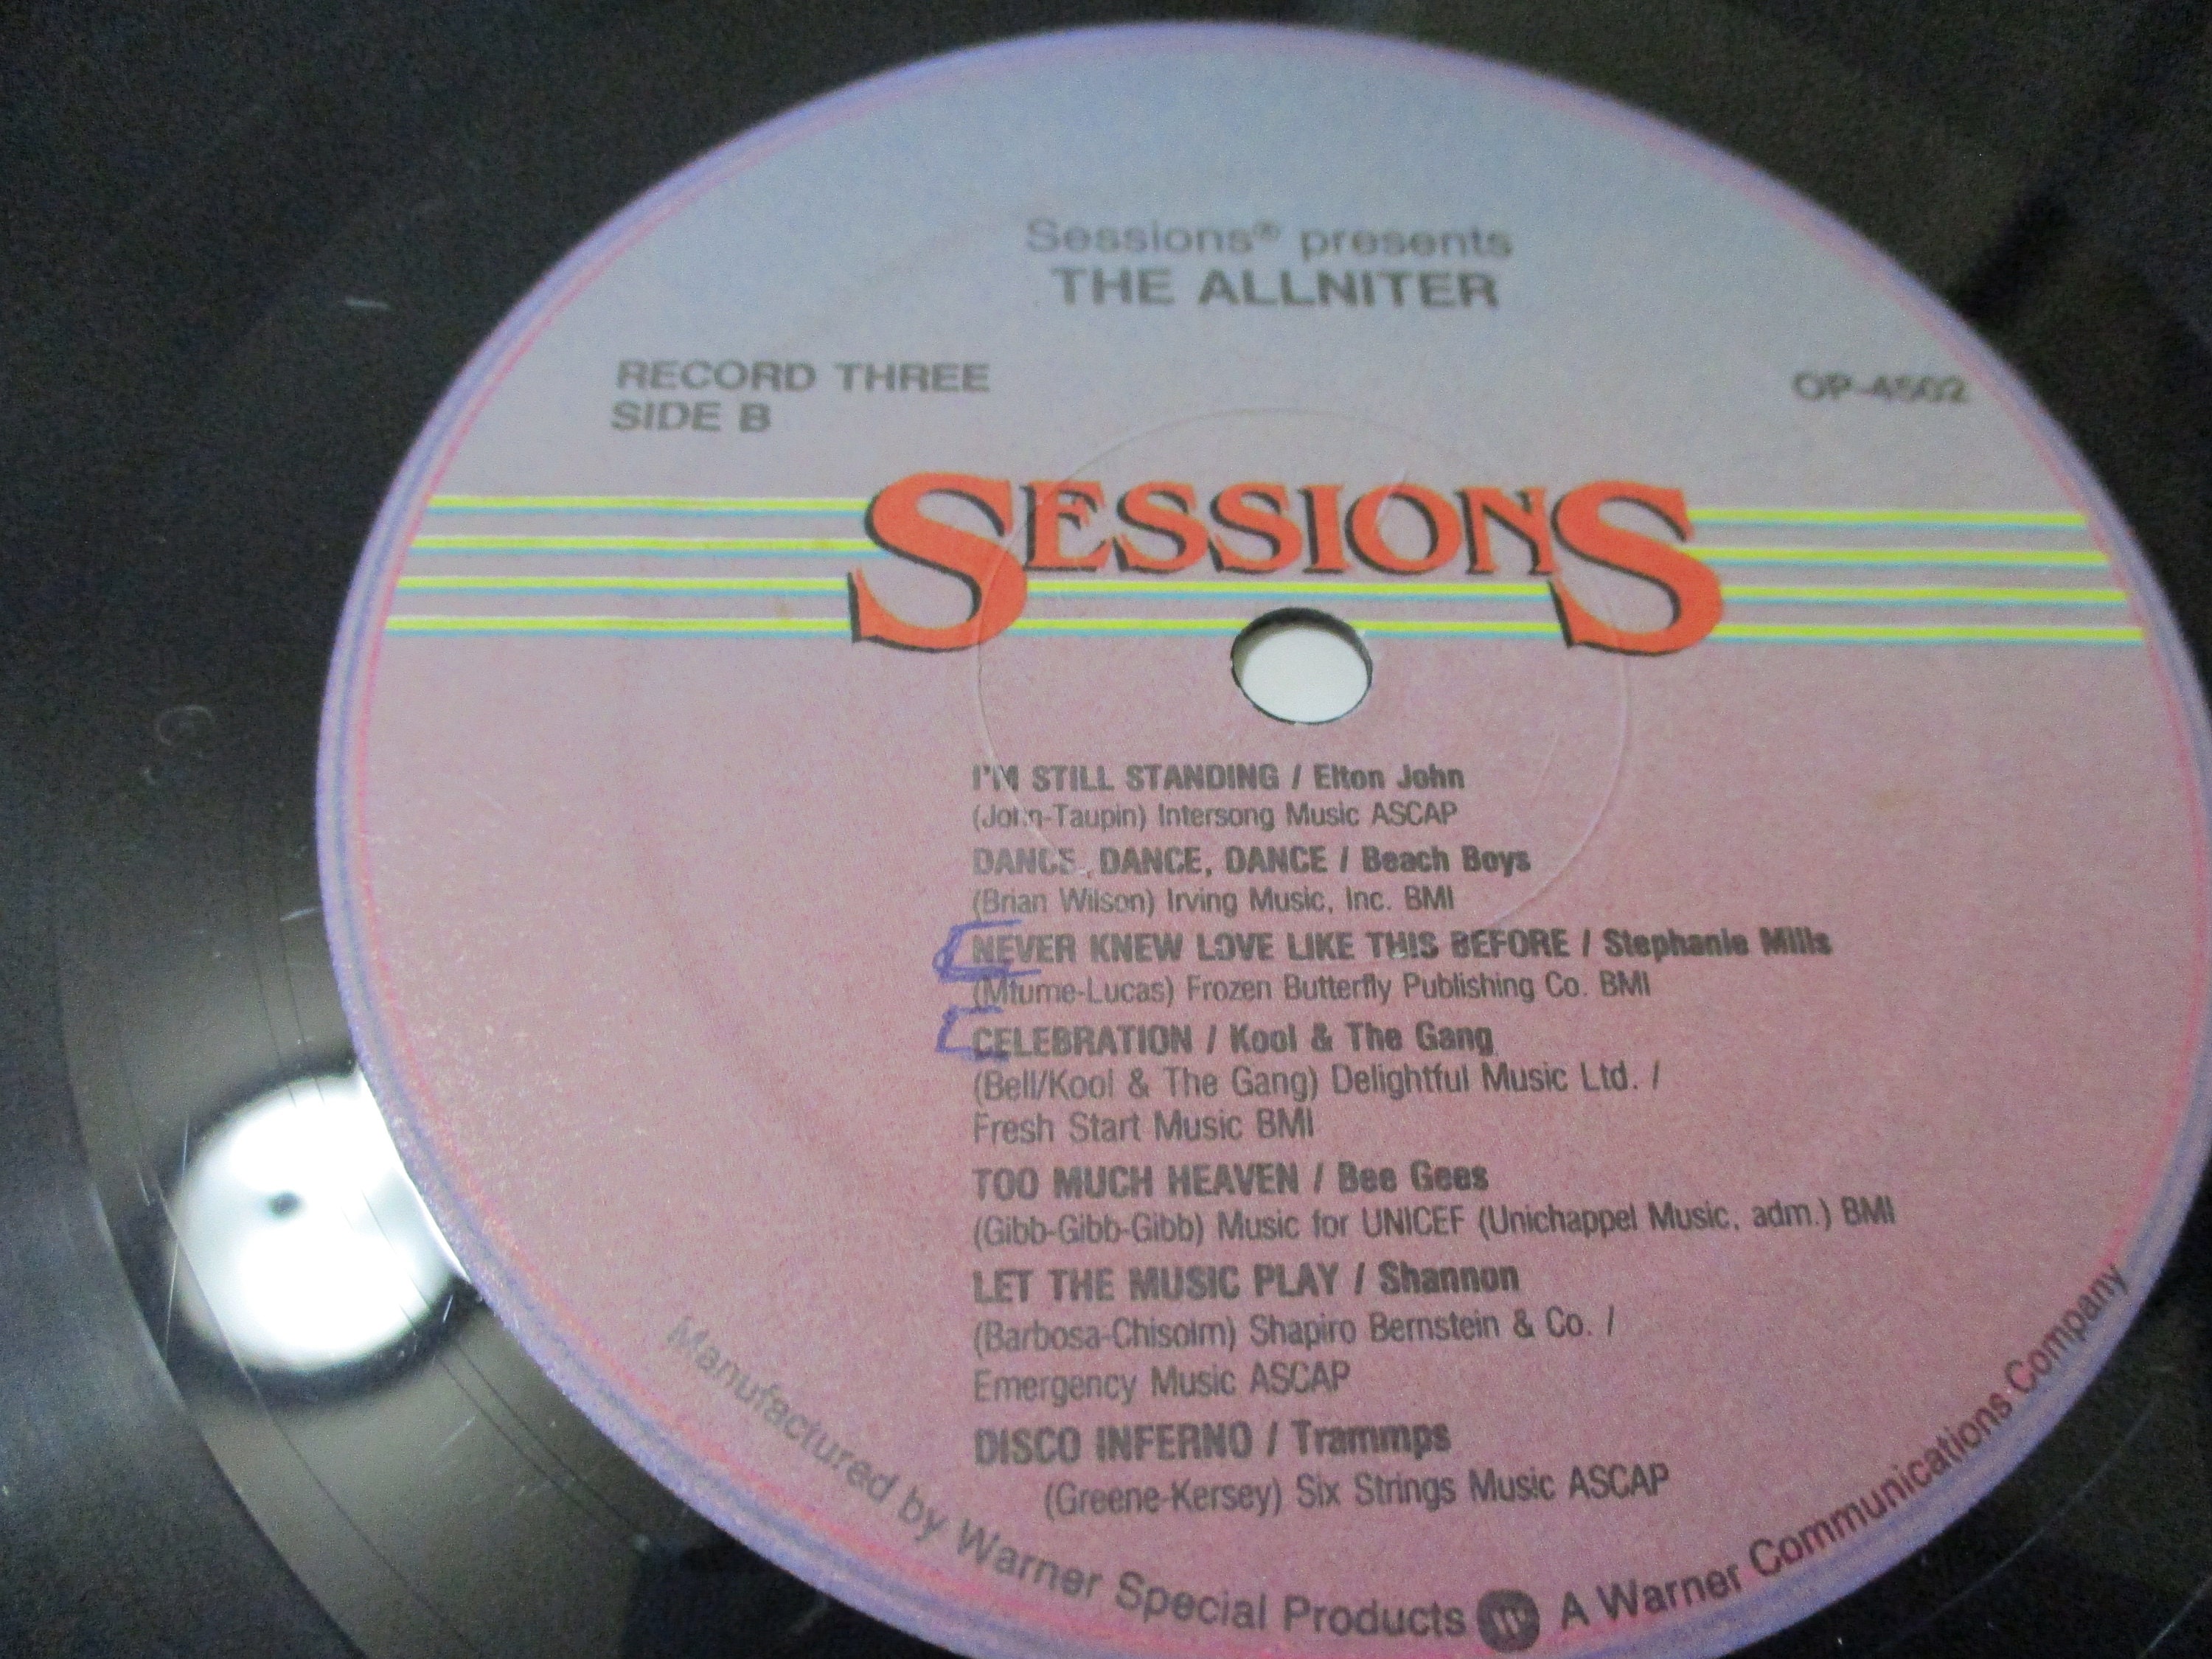 Sessions® presents
THE ALLNITER
RECORD THREE
SIDE B
OP-4502
SESSIONS
I'M STILL STANDING / Elton John
(John-Taupin) Intersong Music ASCAP
DANCE, DANCE, DANCE / Beach Boys
(Brian Wilson) Irving Music, Inc. BMI
NEVER KNEW LOVE LIKE THIS BEFORE / Stephanie Mills
(Mtume-Lucas) Frozen Butterfly Publishing Co. BMI
CELEBRATION / Kool & The Gang
(Bell/Kool & The Gang) Delightful Music Ltd. /
Fresh Start Music BMI
TOO MUCH HEAVEN / Bee Gees
(Gibb-Gibb-Gibb) Music for UNICEF (Unichappel Music, adm.) BMI
LET THE MUSIC PLAY / Shannon
(Barbosa-Chisolm) Shapiro Bernstein & Co. /
Emergency Music ASCAP
DISCO INFERNO / Trammps
(Greene-Kersey) Six Strings Music ASCAP
Manufactured by Warner Special Products W A Warner Communications Company